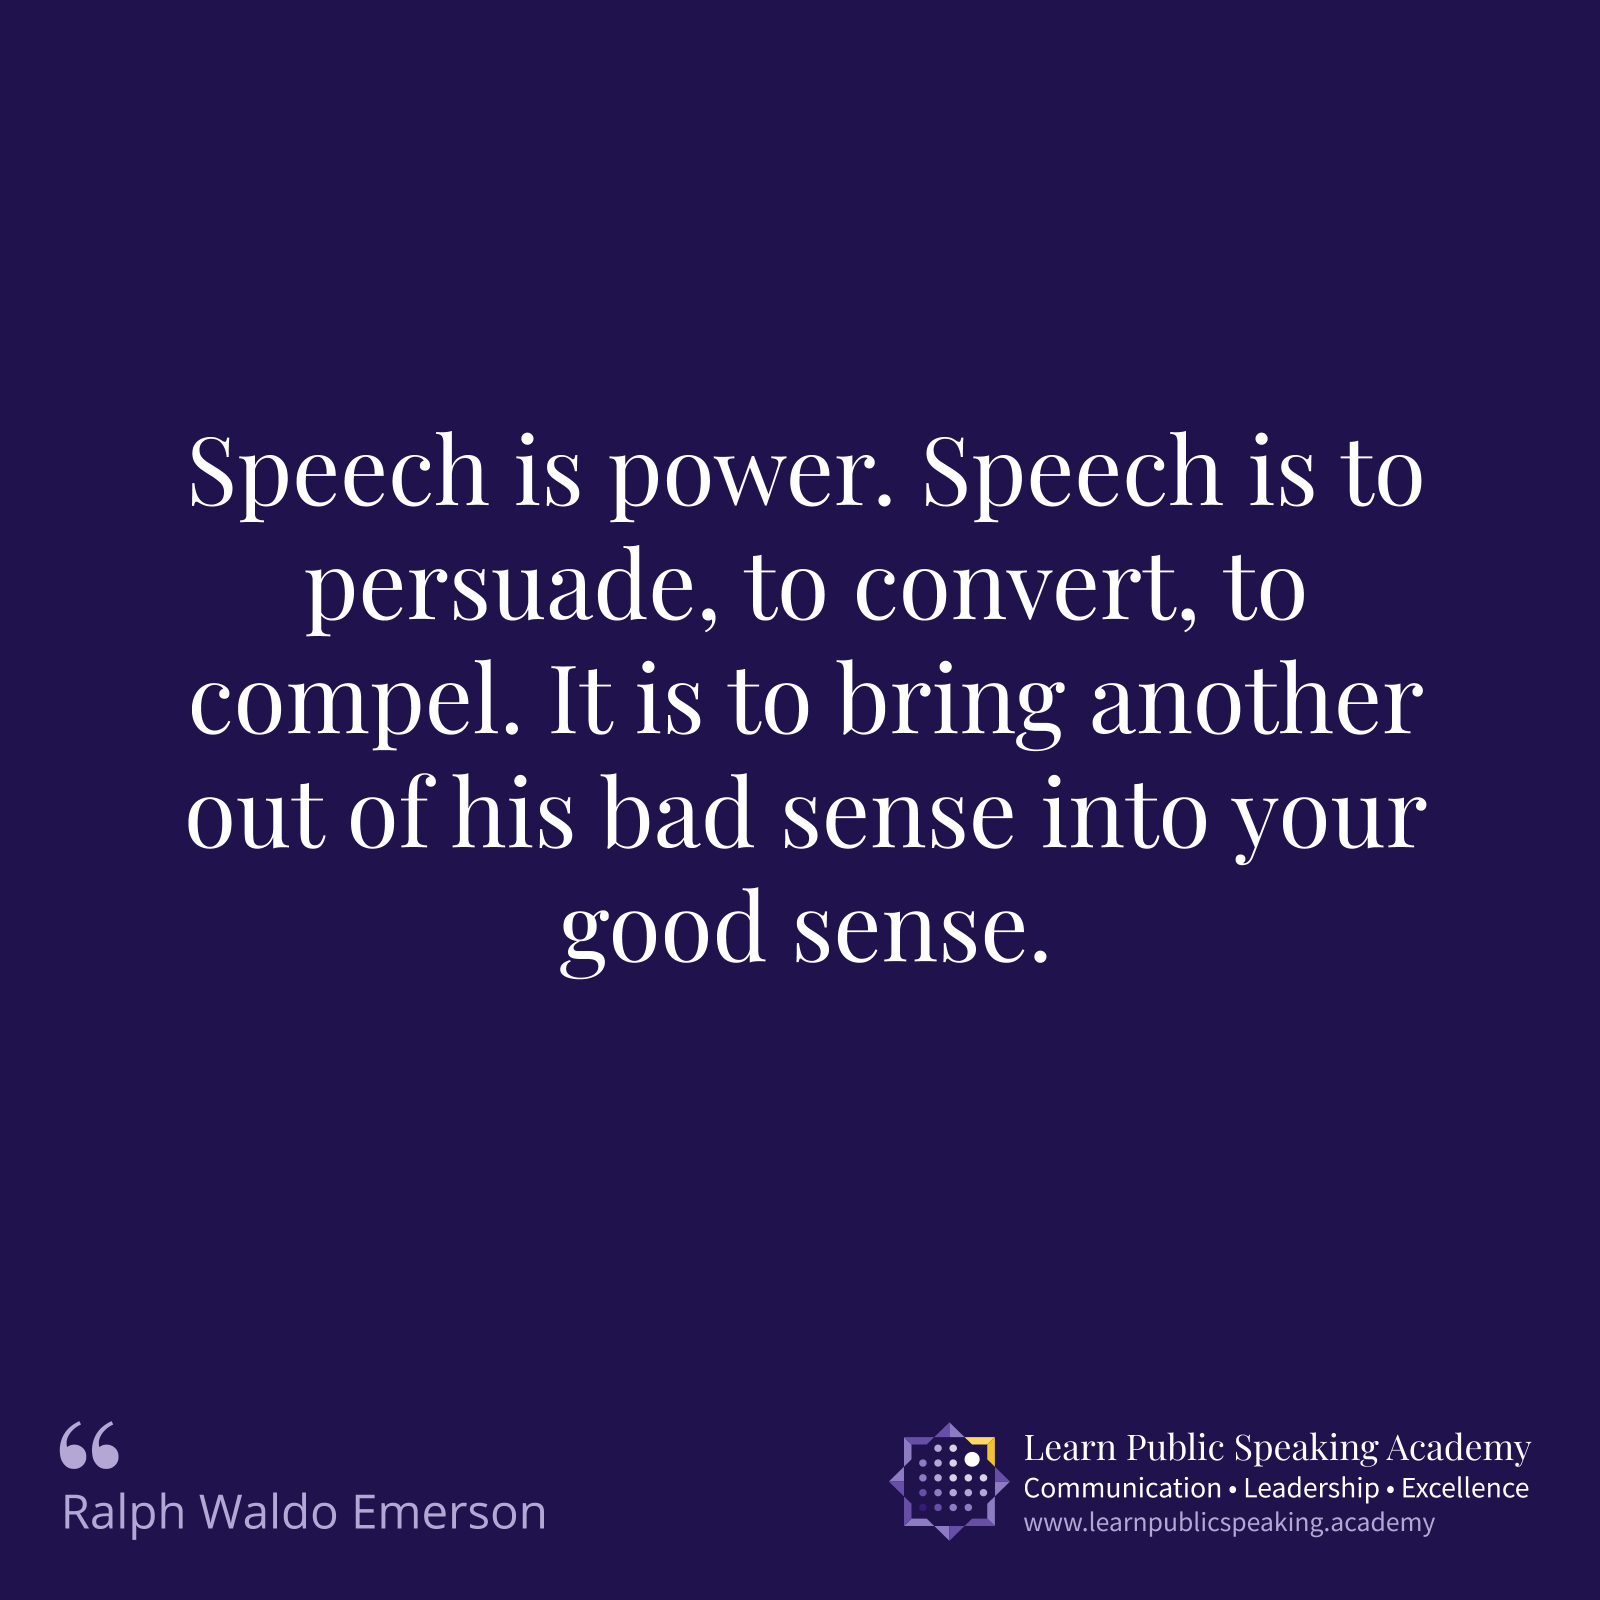 Speech is power. Speech is to
persuade, to convert, to
compel. It is to bring another
out of his bad sense into your
good sense.
“
Ralph Waldo Emerson
Learn Public Speaking Academy
Communication • Leadership • Excellence
www.learnpublicspeaking.academy